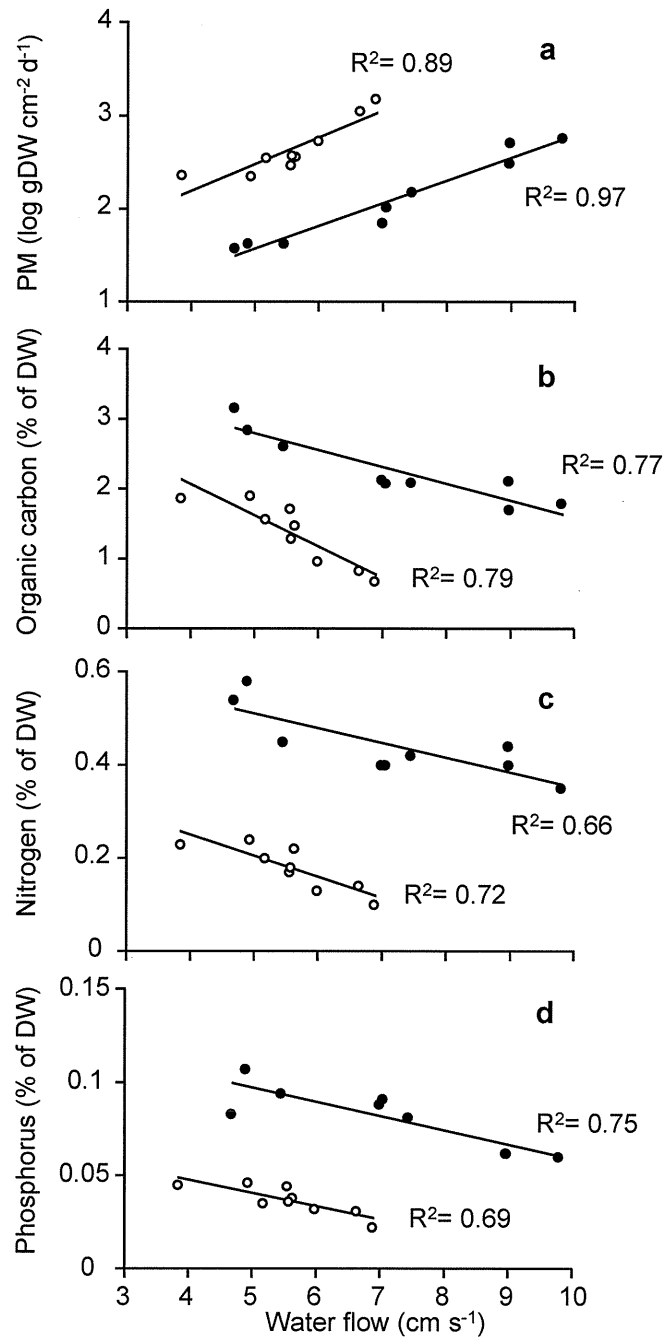 4
a
R²= 0.89
3
PM (log gDW cm⁻² d⁻¹)
2
R²= 0.97
1
4
b
3
Organic carbon (% of DW)
R²= 0.77
2
1
R²= 0.79
0
0.6
c
Nitrogen (% of DW)
0.4
R²= 0.66
0.2
R²= 0.72
0
0.15
d
Phosphorus (% of DW)
0.1
R²= 0.75
0.05
R²= 0.69
0
3 4 5 6 7 8 9 10
Water flow (cm s⁻¹)